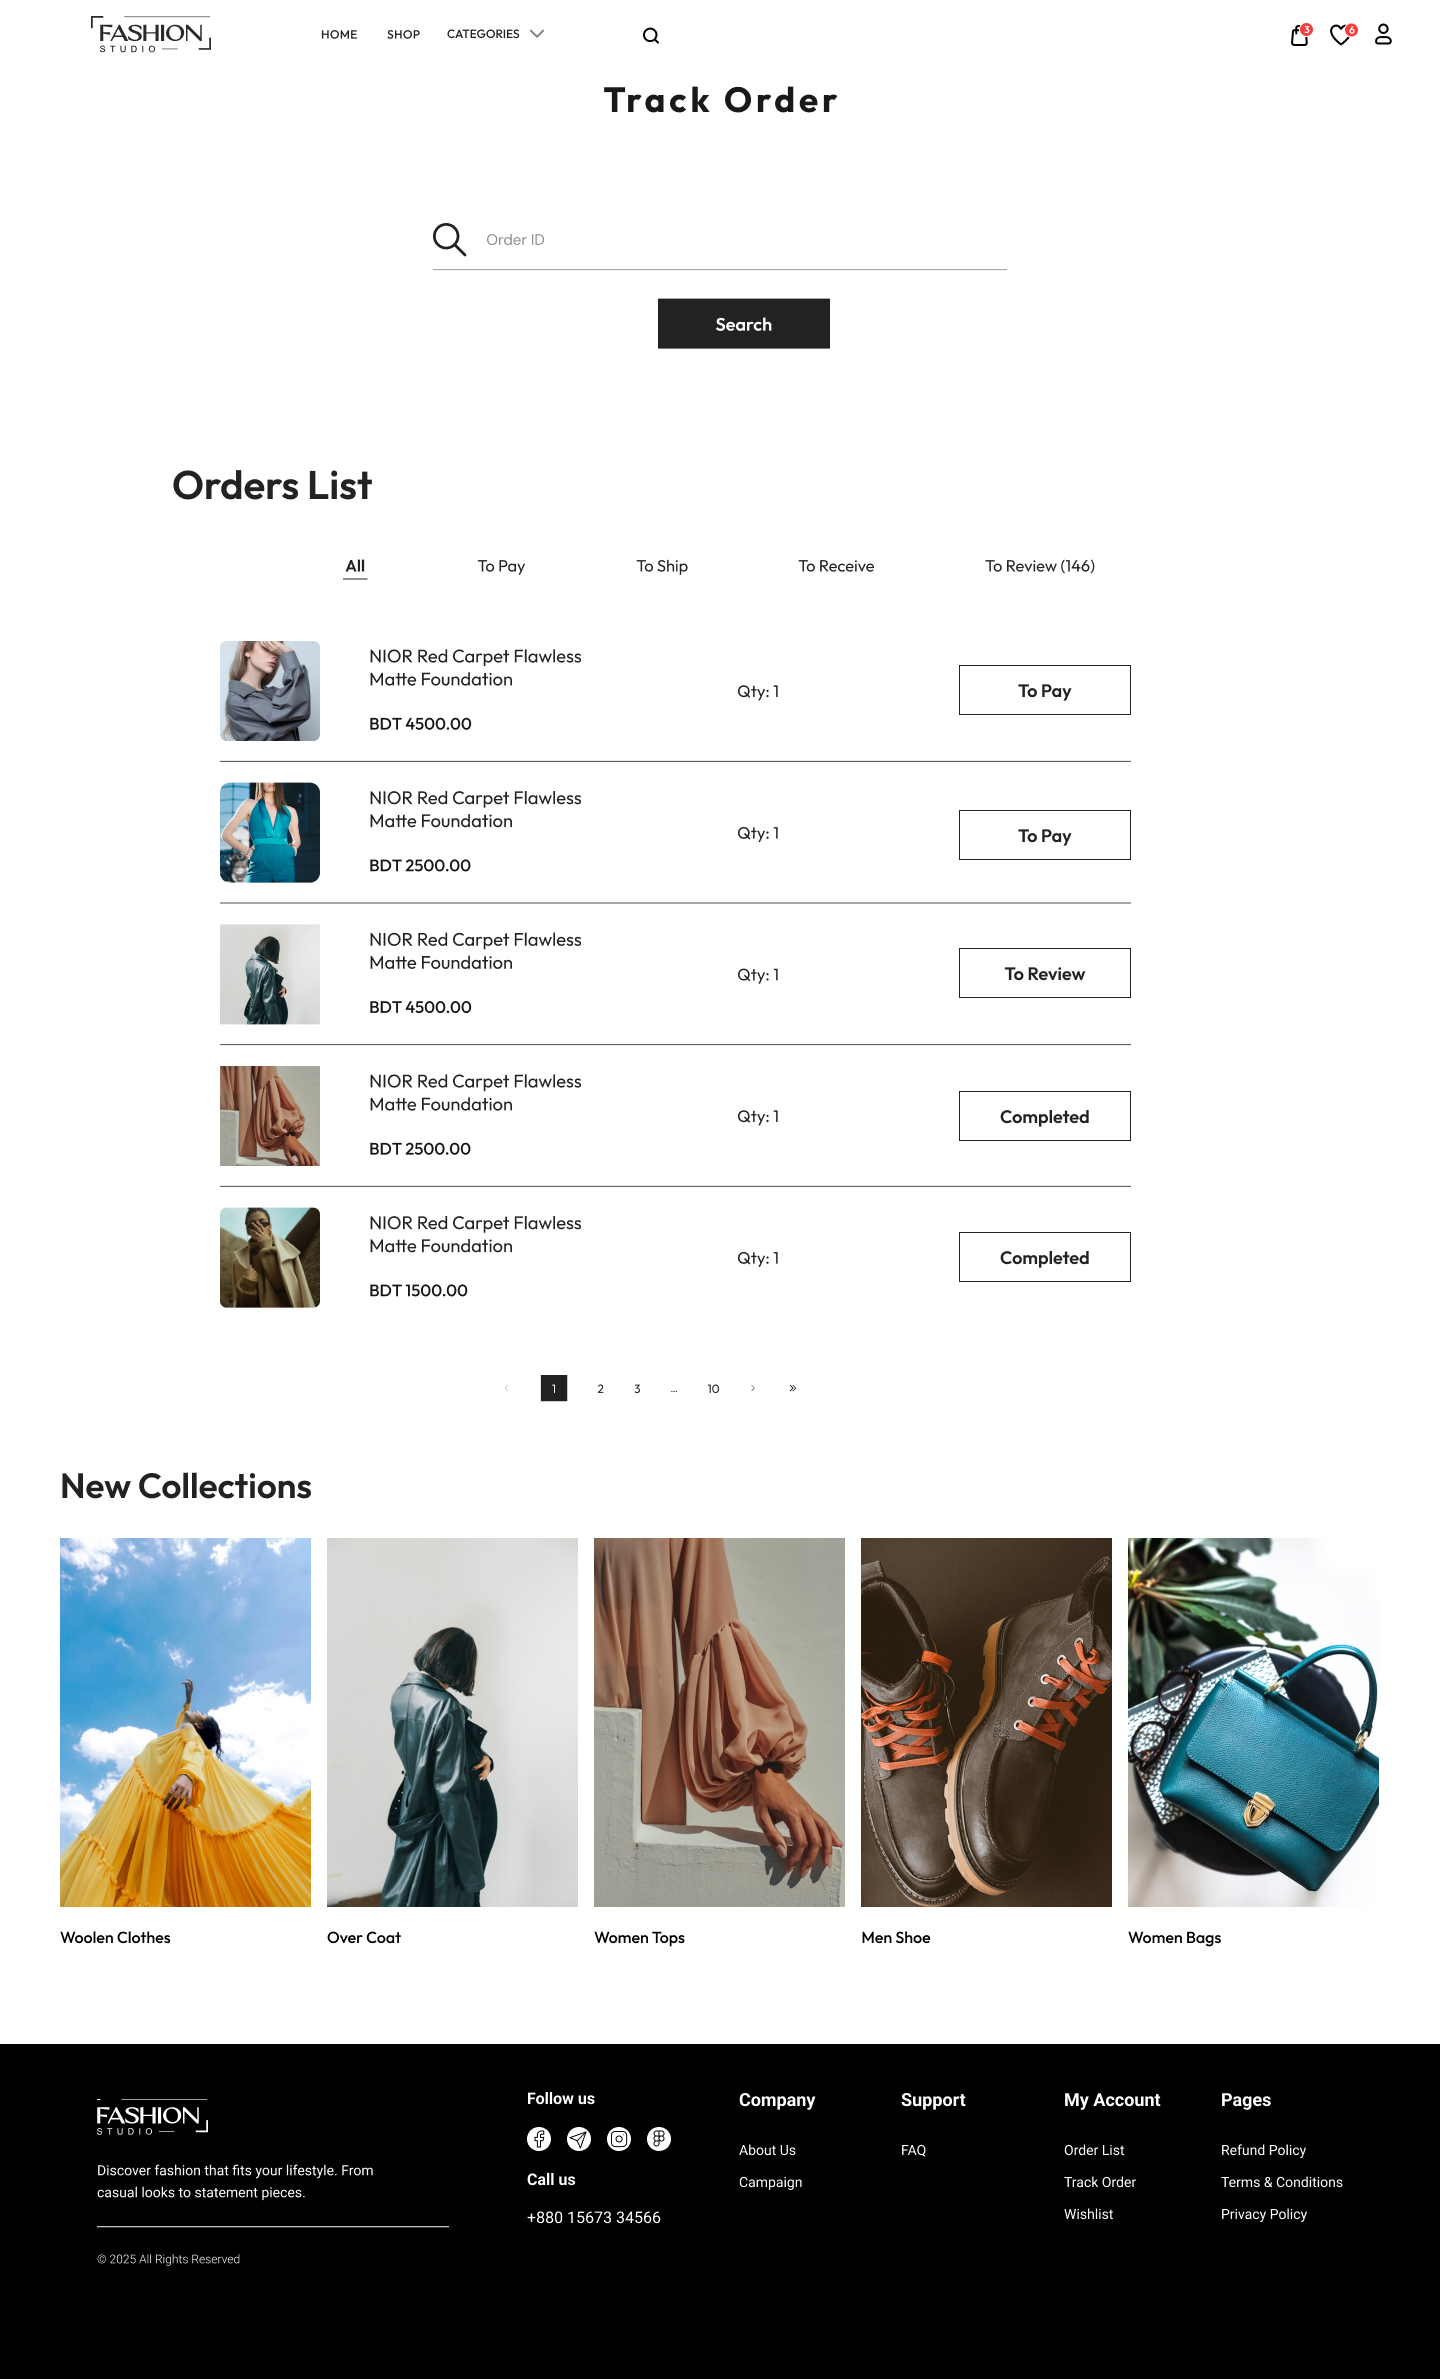 FASHION
STUDIO
HOME
SHOP
CATEGORIES
3
6
Track Order
Order ID
Search
Orders List
All
To Pay
To Ship
To Receive
To Review (146)
NIOR Red Carpet Flawless
Matte Foundation
BDT 4500.00
Qty: 1
To Pay
NIOR Red Carpet Flawless
Matte Foundation
BDT 2500.00
Qty: 1
To Pay
NIOR Red Carpet Flawless
Matte Foundation
BDT 4500.00
Qty: 1
To Review
NIOR Red Carpet Flawless
Matte Foundation
BDT 2500.00
Qty: 1
Completed
NIOR Red Carpet Flawless
Matte Foundation
BDT 1500.00
Qty: 1
Completed
‹ 1 2 3 ... 10 › »
New Collections
Woolen Clothes
Over Coat
Women Tops
Men Shoe
Women Bags
FASHION
STUDIO
Discover fashion that fits your lifestyle. From
casual looks to statement pieces.
© 2025 All Rights Reserved
Follow us
Call us
+880 15673 34566
Company
About Us
Campaign
Support
FAQ
My Account
Order List
Track Order
Wishlist
Pages
Refund Policy
Terms & Conditions
Privacy Policy